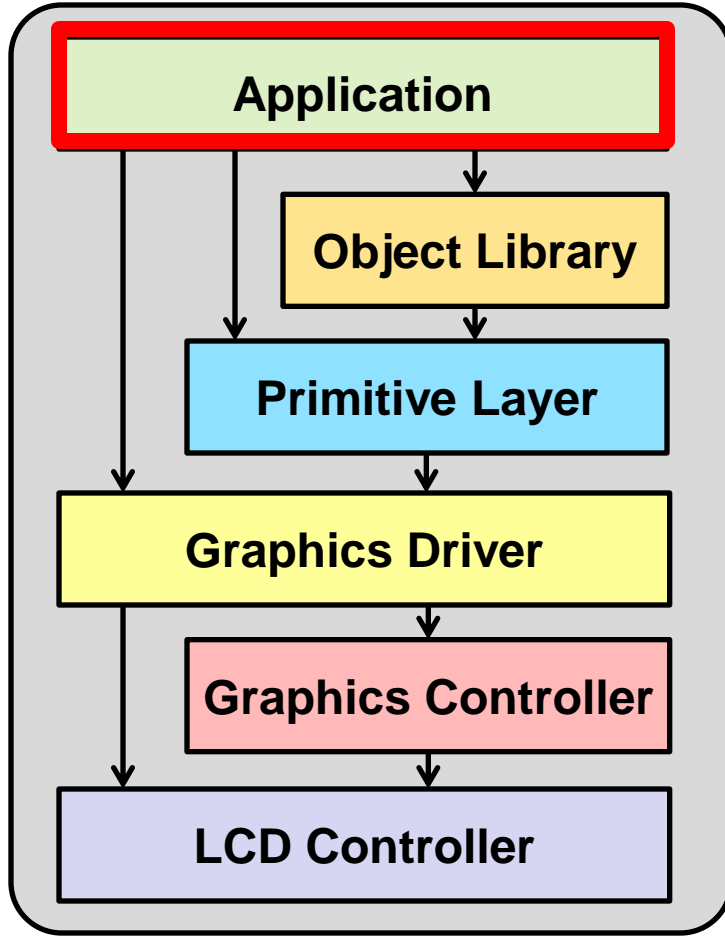 Application
Object Library
Primitive Layer
Graphics Driver
Graphics Controller
LCD Controller